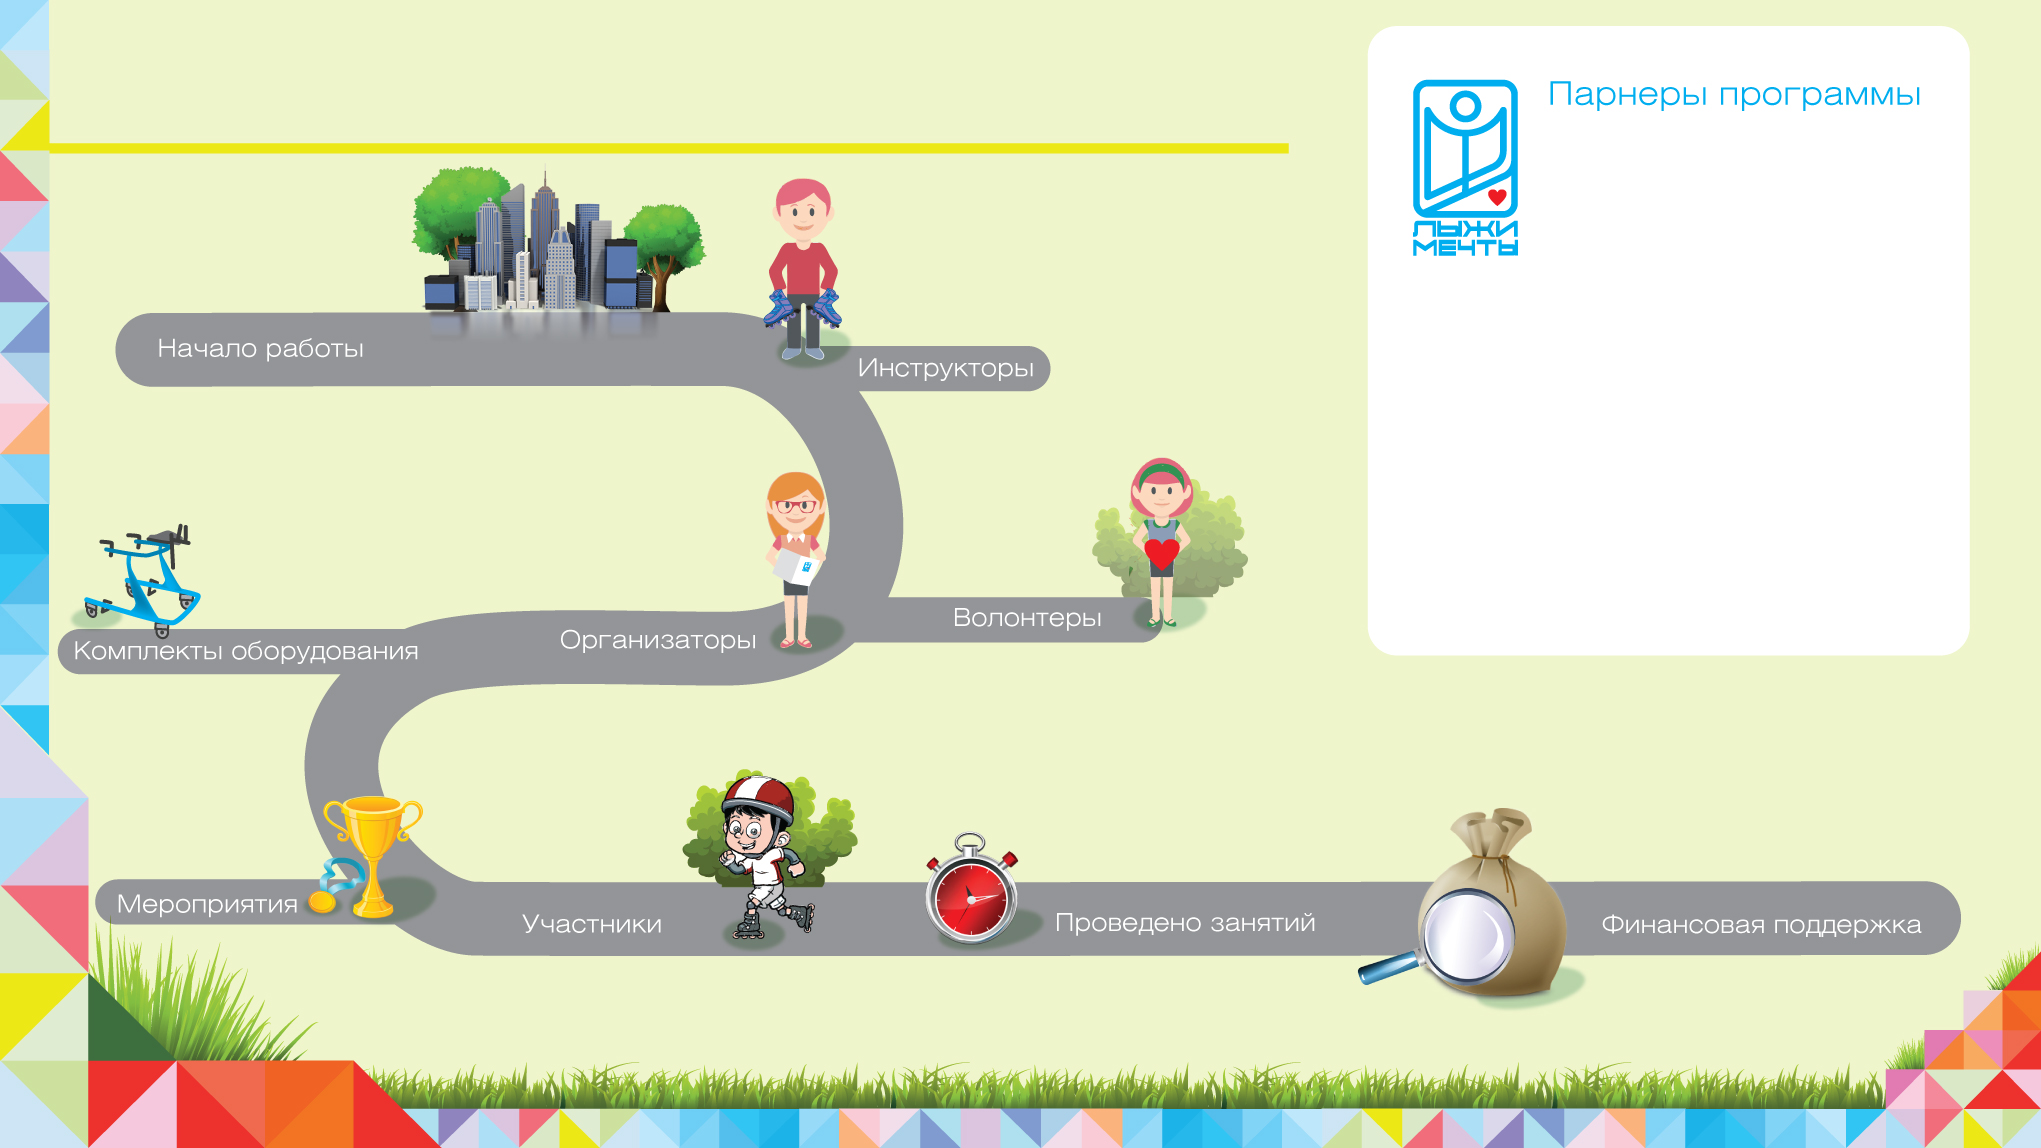 Парнеры программы
ЛЫЖИ
МЕЧТЫ
Начало работы
Инструкторы
Волонтеры
Организаторы
Комплекты оборудования
Мероприятия
Участники
Проведено занятий
Финансовая поддержка